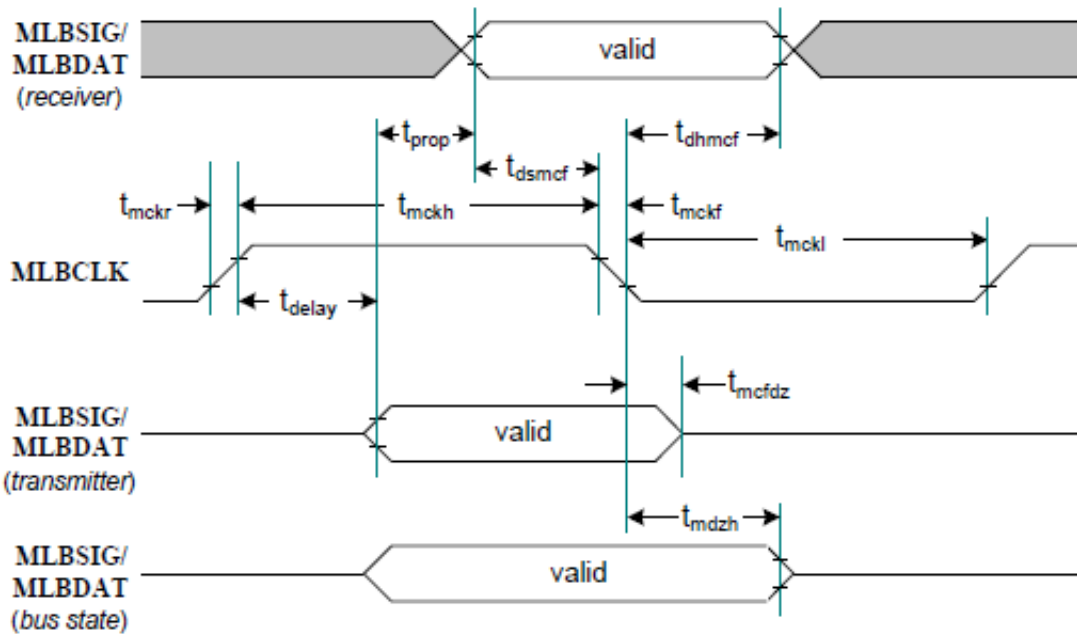 MLBSIG/
MLBDAT
(receiver)
valid
tprop
tdhmcf
tdsmcf
tmckr
tmckh
tmckf
tmckl
MLBCLK
tdelay
tmcfdz
MLBSIG/
MLBDAT
(transmitter)
valid
tmdzh
MLBSIG/
MLBDAT
(bus state)
valid